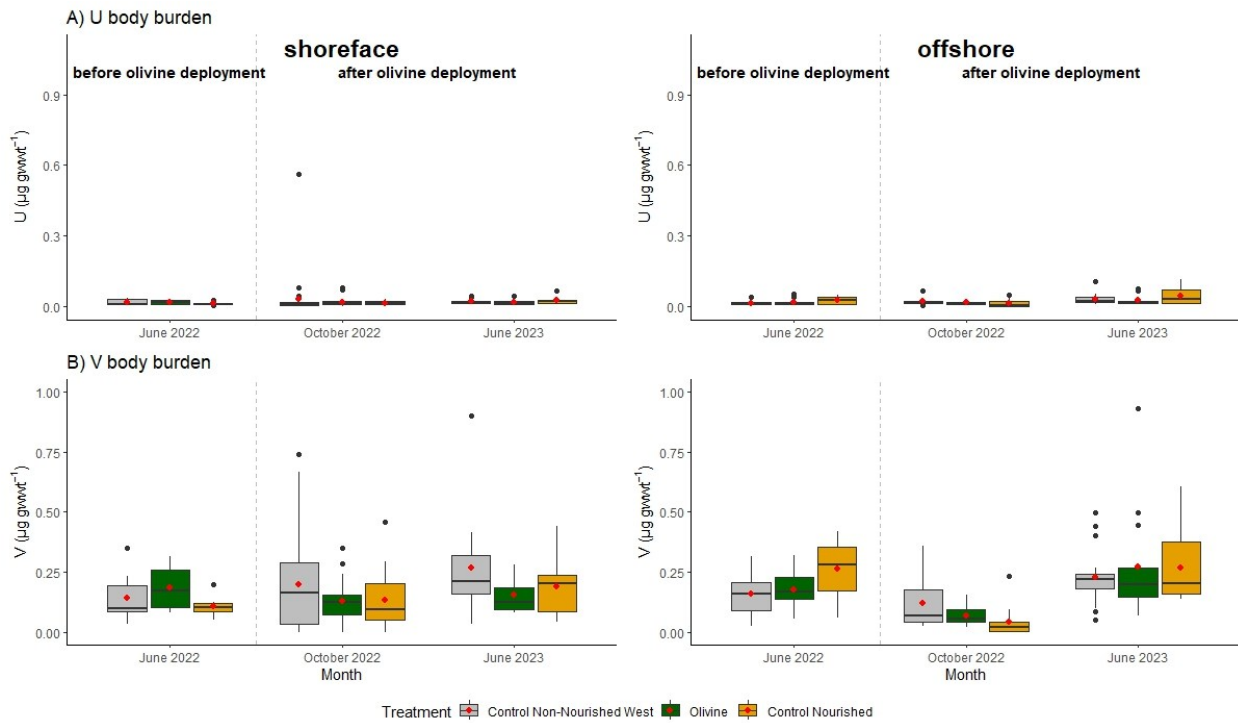 A) U body burden
shoreface
before olivine deployment
after olivine deployment
0.9
0.6
0.3
0.0
U (µg gwwt⁻¹)
June 2022
October 2022
June 2023
offshore
before olivine deployment
after olivine deployment
0.9
0.6
0.3
0.0
U (µg gwwt⁻¹)
June 2022
October 2022
June 2023
B) V body burden
1.00
0.75
0.50
0.25
0.00
V (µg gwwt⁻¹)
June 2022
October 2022
June 2023
Month
1.00
0.75
0.50
0.25
0.00
V (µg gwwt⁻¹)
June 2022
October 2022
June 2023
Month
Treatment Control Non-Nourished West Olivine Control Nourished